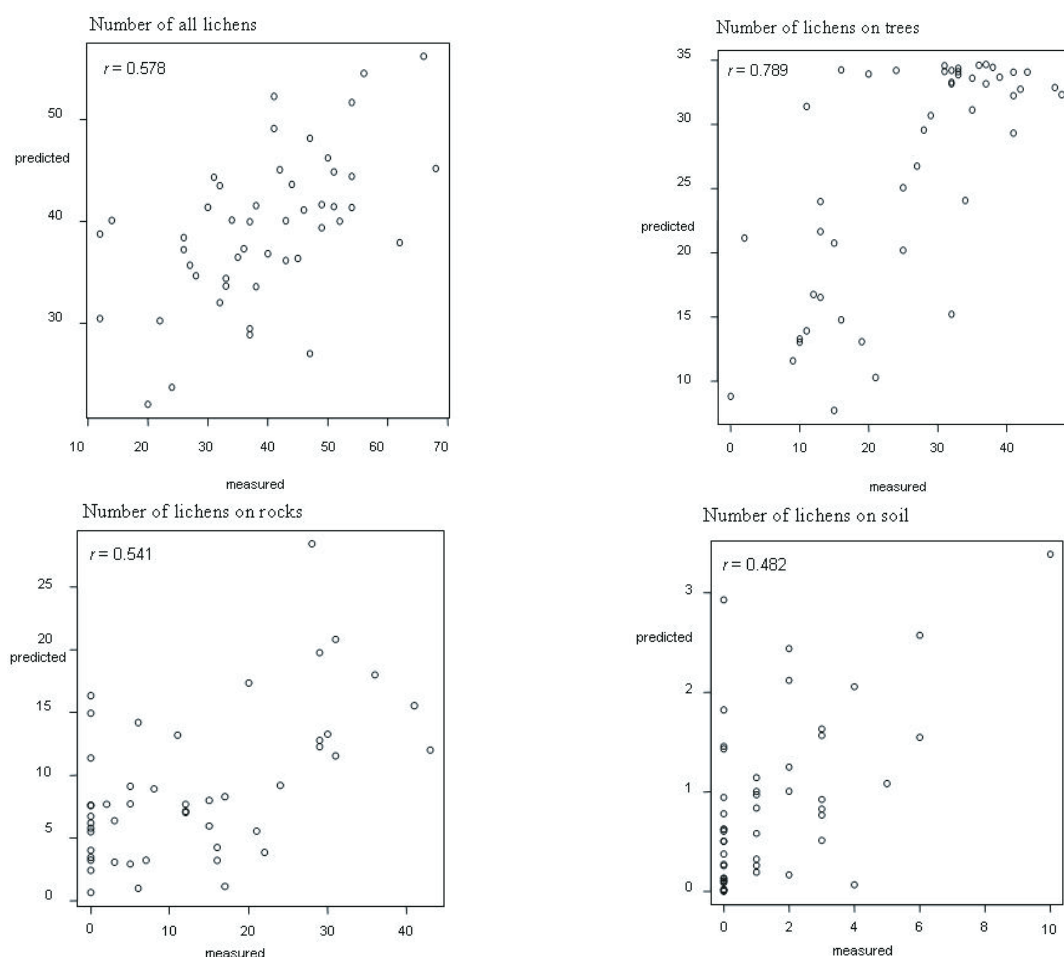 Number of all lichens
r = 0.578
50
predicted
40
30
10 20 30 40 50 60 70
measured
Number of lichens on trees
35
r = 0.789
30
25
predicted
20
15
10
0 10 20 30 40
measured
Number of lichens on rocks
r = 0.541
25
20
predicted
15
10
5
0
0 10 20 30 40
measured
Number of lichens on soil
r = 0.482
3
predicted
2
1
0
0 2 4 6 8 10
measured